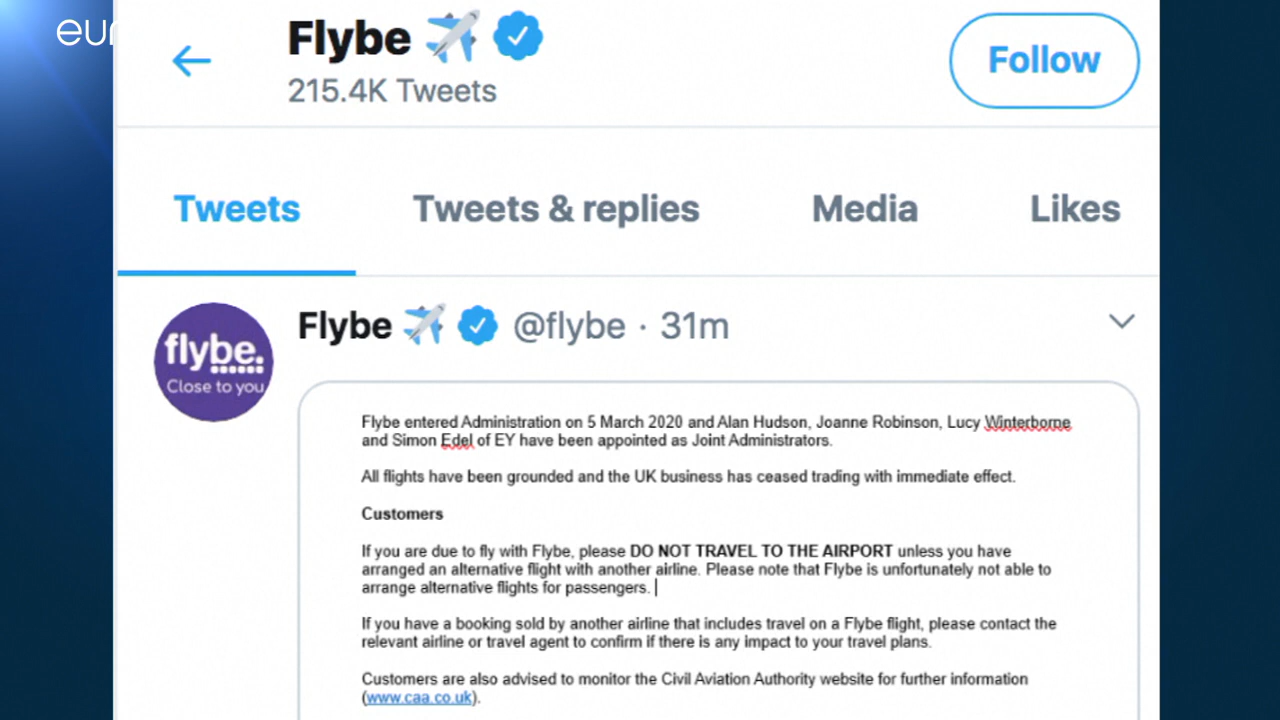 eur
Flybe
215.4K Tweets
Follow
Tweets
Tweets & replies
Media
Likes
flybe.
Close to you
Flybe @flybe · 31m
Flybe entered Administration on 5 March 2020 and Alan Hudson, Joanne Robinson, Lucy Winterborne
and Simon Edel of EY have been appointed as Joint Administrators.
All flights have been grounded and the UK business has ceased trading with immediate effect.
Customers
If you are due to fly with Flybe, please DO NOT TRAVEL TO THE AIRPORT unless you have
arranged an alternative flight with another airline. Please note that Flybe is unfortunately not able to
arrange alternative flights for passengers.
If you have a booking sold by another airline that includes travel on a Flybe flight, please contact the
relevant airline or travel agent to confirm if there is any impact to your travel plans.
Customers are also advised to monitor the Civil Aviation Authority website for further information
(www.caa.co.uk).